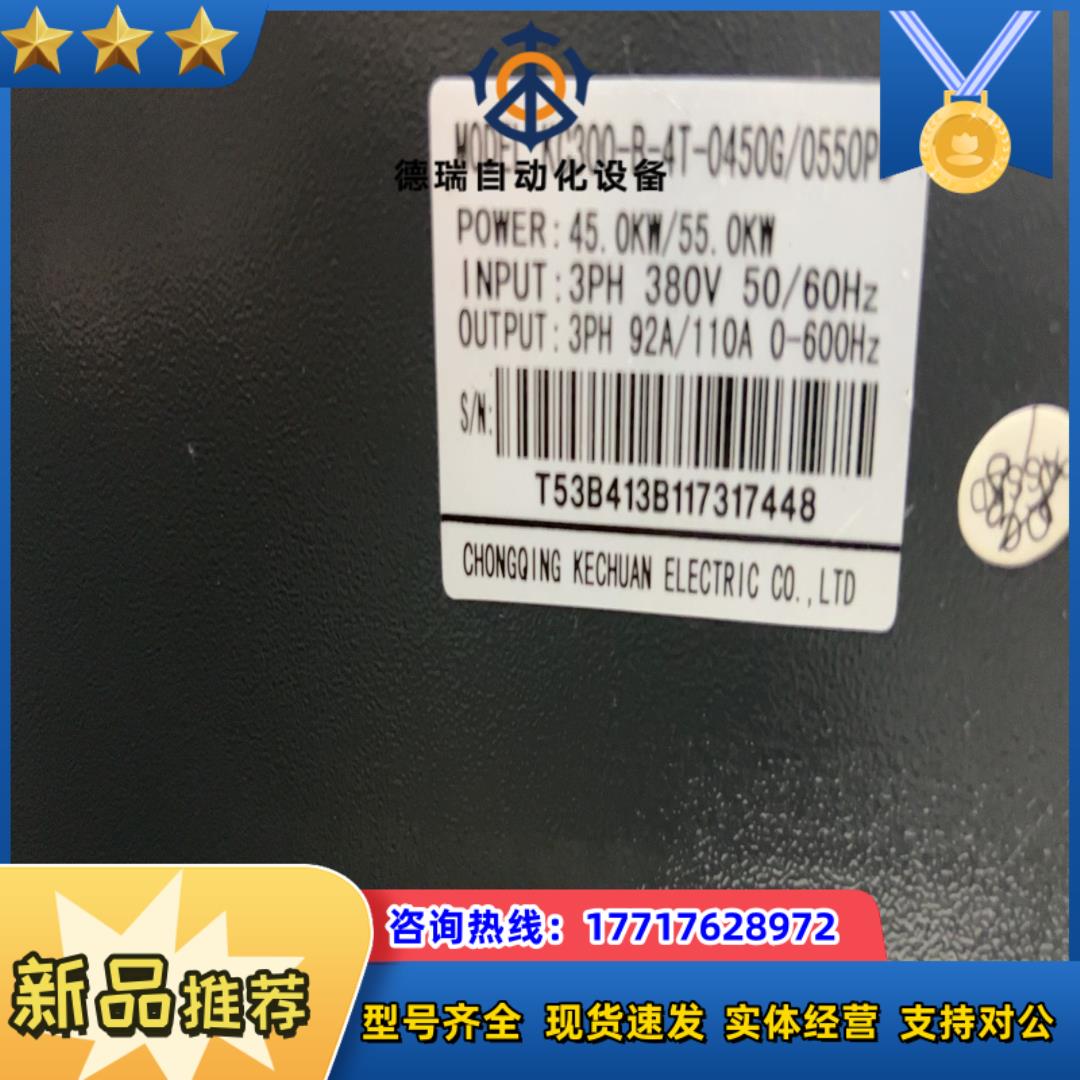 德瑞自动化设备
MODEL:KC300-B-4T-0450G/0550P
POWER:45.0KW/55.0KW
INPUT:3PH 380V 50/60Hz
OUTPUT:3PH 92A/110A 0-600Hz
S/N:
T53B413B117317448
CHONGQING KECHUAN ELECTRIC CO.,LTD
咨询热线：17717628972
新品推荐
型号齐全 现货速发 实体经营 支持对公